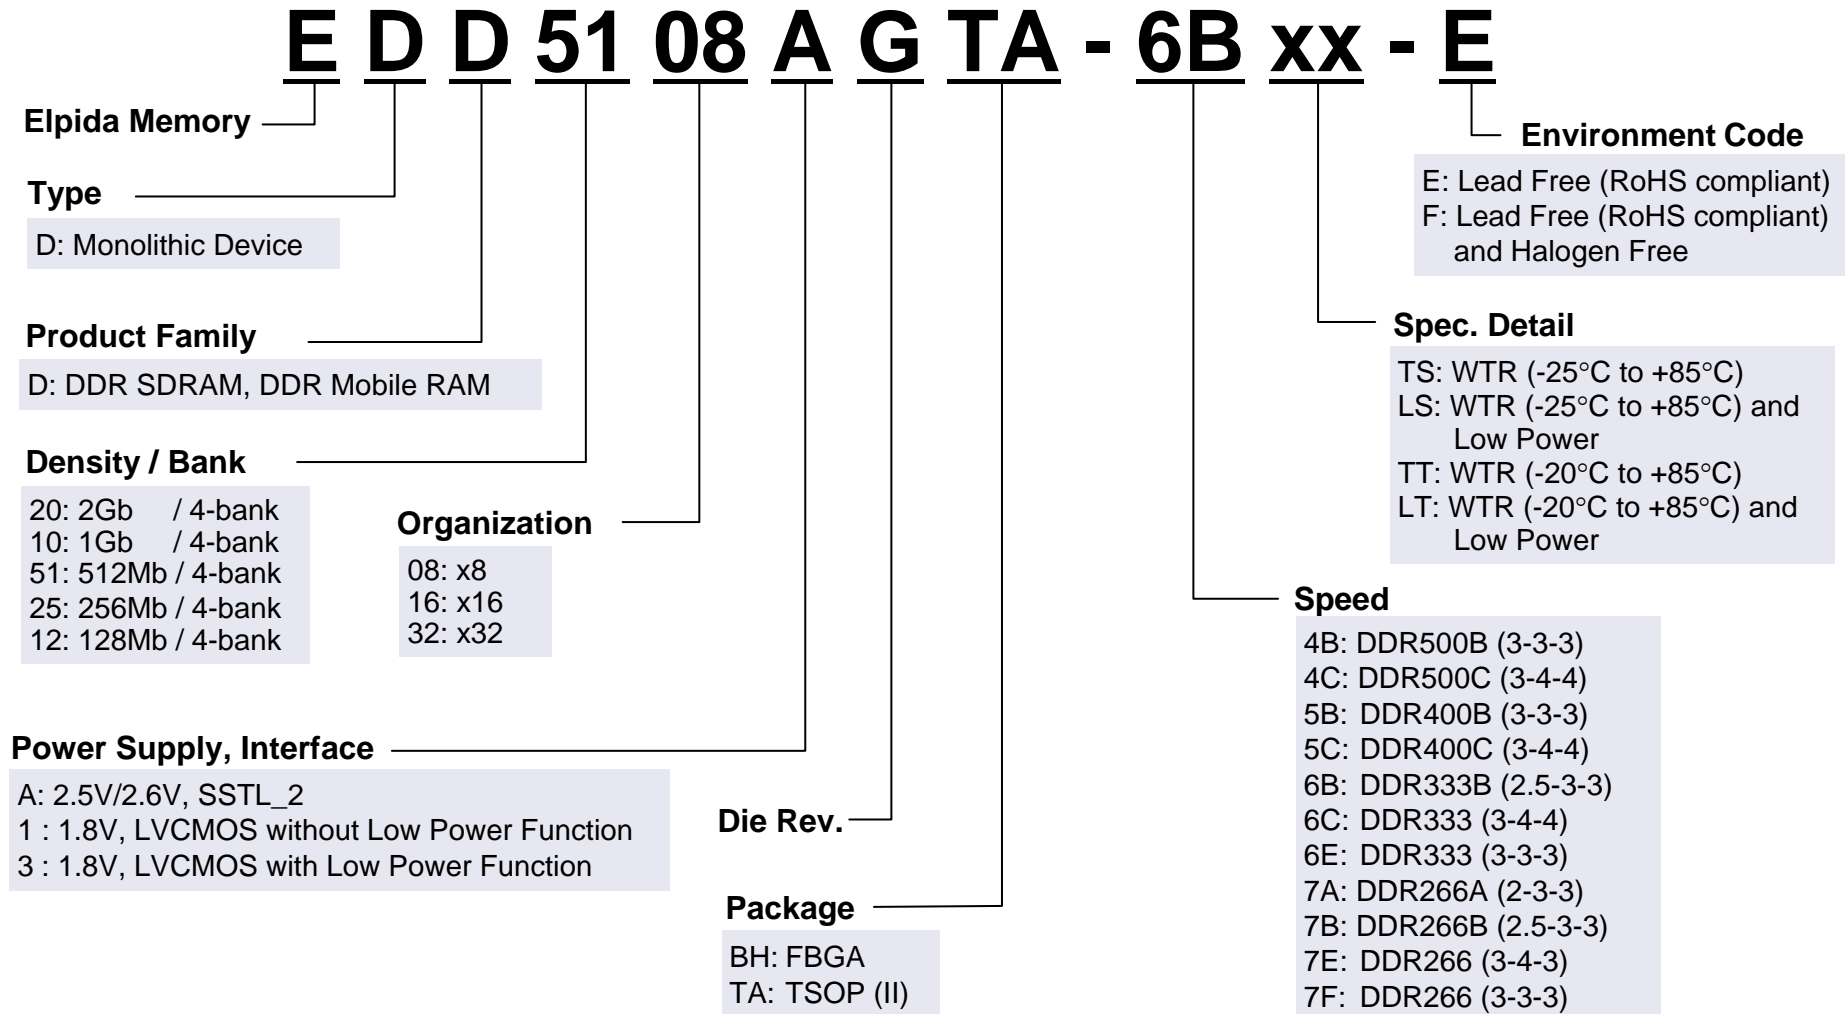 E D D 51 08 A G TA - 6B xx - E
Elpida Memory
Type
D: Monolithic Device
Product Family
D: DDR SDRAM, DDR Mobile RAM
Density / Bank
20: 2Gb / 4-bank
10: 1Gb / 4-bank
51: 512Mb / 4-bank
25: 256Mb / 4-bank
12: 128Mb / 4-bank
Organization
08: x8
16: x16
32: x32
Power Supply, Interface
A: 2.5V/2.6V, SSTL_2
1 : 1.8V, LVCMOS without Low Power Function
3 : 1.8V, LVCMOS with Low Power Function
Die Rev.
Package
BH: FBGA
TA: TSOP (II)
Environment Code
E: Lead Free (RoHS compliant)
F: Lead Free (RoHS compliant)
and Halogen Free
Spec. Detail
TS: WTR (-25°C to +85°C)
LS: WTR (-25°C to +85°C) and
Low Power
TT: WTR (-20°C to +85°C)
LT: WTR (-20°C to +85°C) and
Low Power
Speed
4B: DDR500B (3-3-3)
4C: DDR500C (3-4-4)
5B: DDR400B (3-3-3)
5C: DDR400C (3-4-4)
6B: DDR333B (2.5-3-3)
6C: DDR333 (3-4-4)
6E: DDR333 (3-3-3)
7A: DDR266A (2-3-3)
7B: DDR266B (2.5-3-3)
7E: DDR266 (3-4-3)
7F: DDR266 (3-3-3)